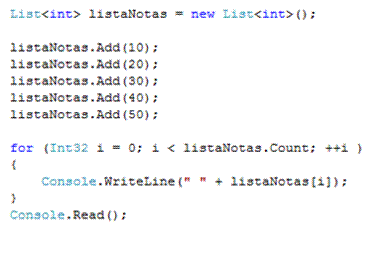 List<int> listaNotas = new List<int>();
listaNotas.Add(10);
listaNotas.Add(20);
listaNotas.Add(30);
listaNotas.Add(40);
listaNotas.Add(50);
for (Int32 i = 0; i < listaNotas.Count; ++i )
{
Console.WriteLine(" " + listaNotas[i]);
}
Console.Read();